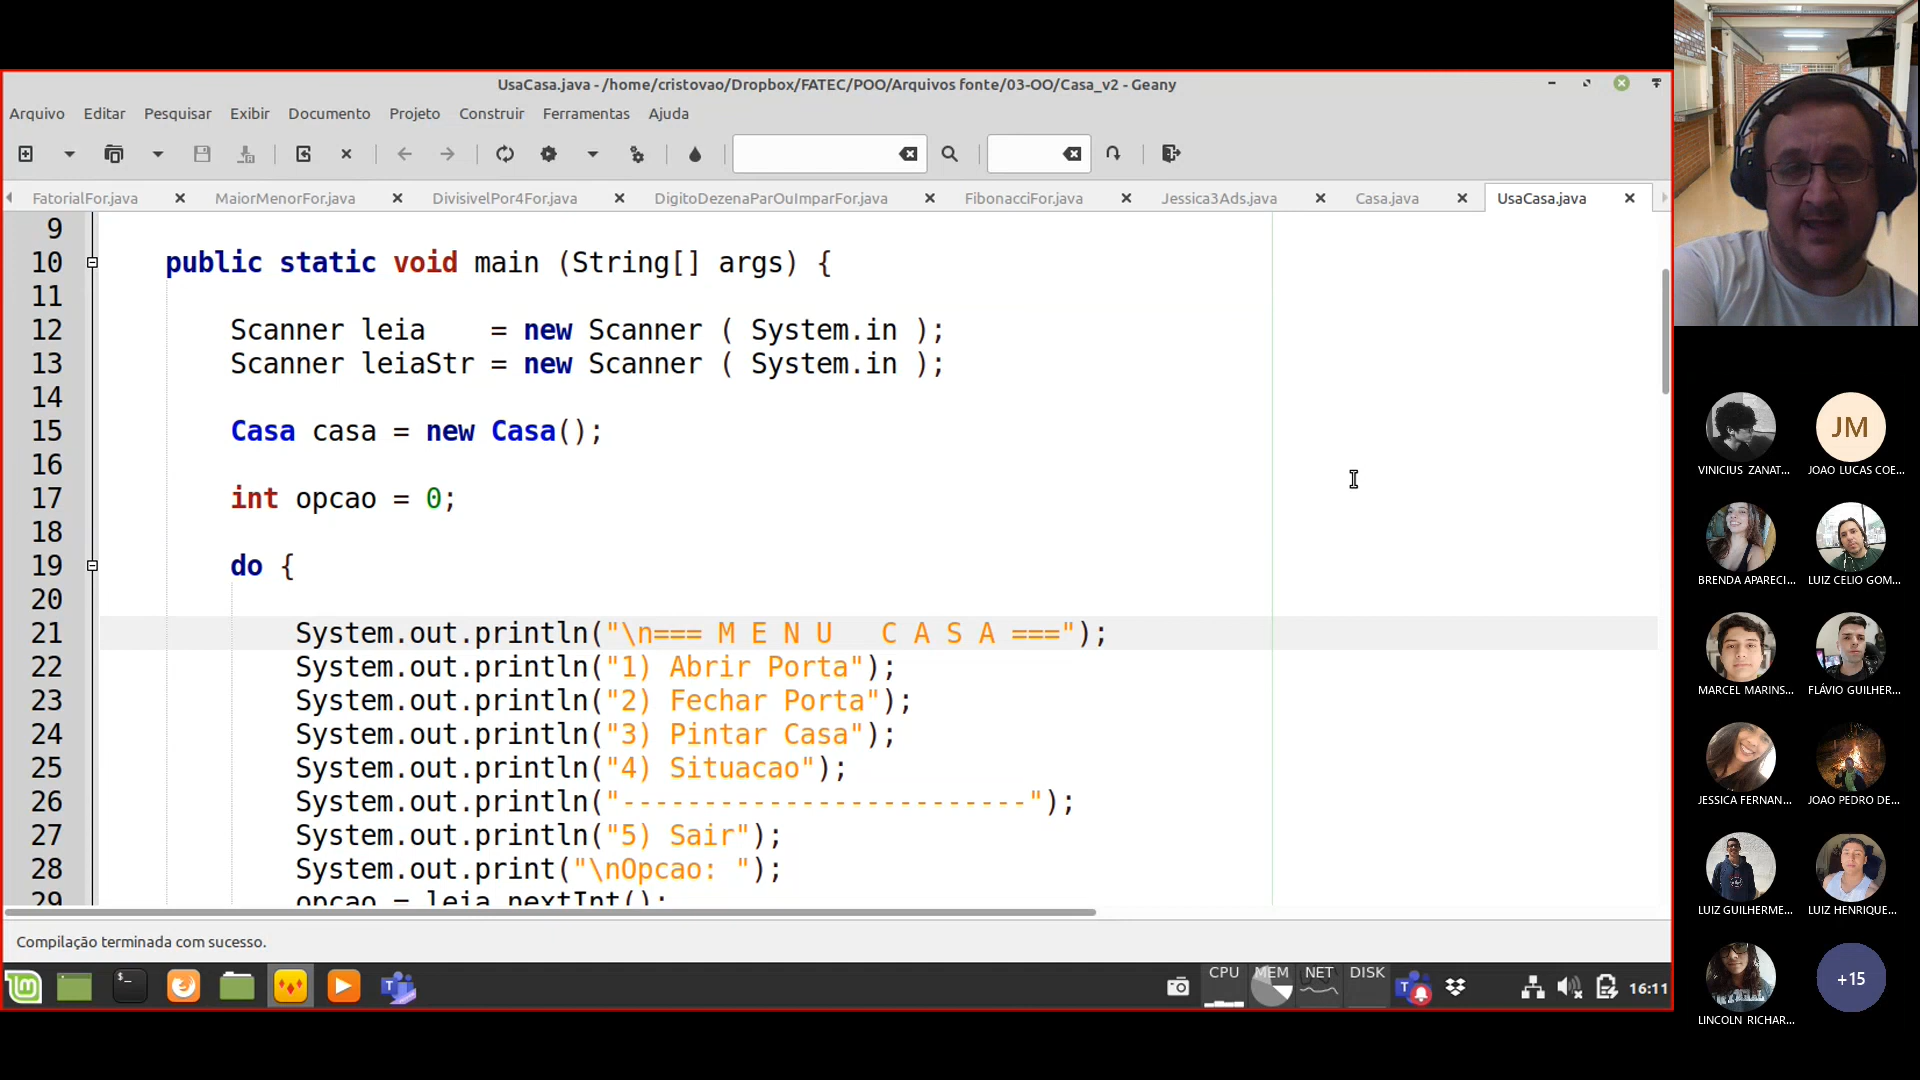 UsaCasa.java - /home/cristovao/Dropbox/FATEC/POO/Arquivos fonte/03-OO/Casa_v2 - Geany
Arquivo Editar Pesquisar Exibir Documento Projeto Construir Ferramentas Ajuda
FatorialFor.java MaiorMenorFor.java DivisivelPor4For.java DigitoDezenaParOuImparFor.java FibonacciFor.java Jessica3Ads.java Casa.java UsaCasa.java
9
10 public static void main (String[] args) {
11
12 Scanner leia = new Scanner ( System.in );
13 Scanner leiaStr = new Scanner ( System.in );
14
15 Casa casa = new Casa();
16
17 int opcao = 0;
18
19 do {
20
21 System.out.println("\n=== M E N U   C A S A ===");
22 System.out.println("1) Abrir Porta");
23 System.out.println("2) Fechar Porta");
24 System.out.println("3) Pintar Casa");
25 System.out.println("4) Situacao");
26 System.out.println("-------------------------");
27 System.out.println("5) Sair");
28 System.out.print("\nOpcao: ");
29 opcao = leia.nextInt();
Compilação terminada com sucesso.
CPU MEM NET DISK
16:11
JM
VINICIUS ZANAT... JOAO LUCAS COE...
BRENDA APARECI... LUIZ CELIO GOM...
MARCEL MARINS... FLÁVIO GUILHER...
JESSICA FERNAN... JOAO PEDRO DE...
LUIZ GUILHERME... LUIZ HENRIQUE...
+15
LINCOLN RICHAR...